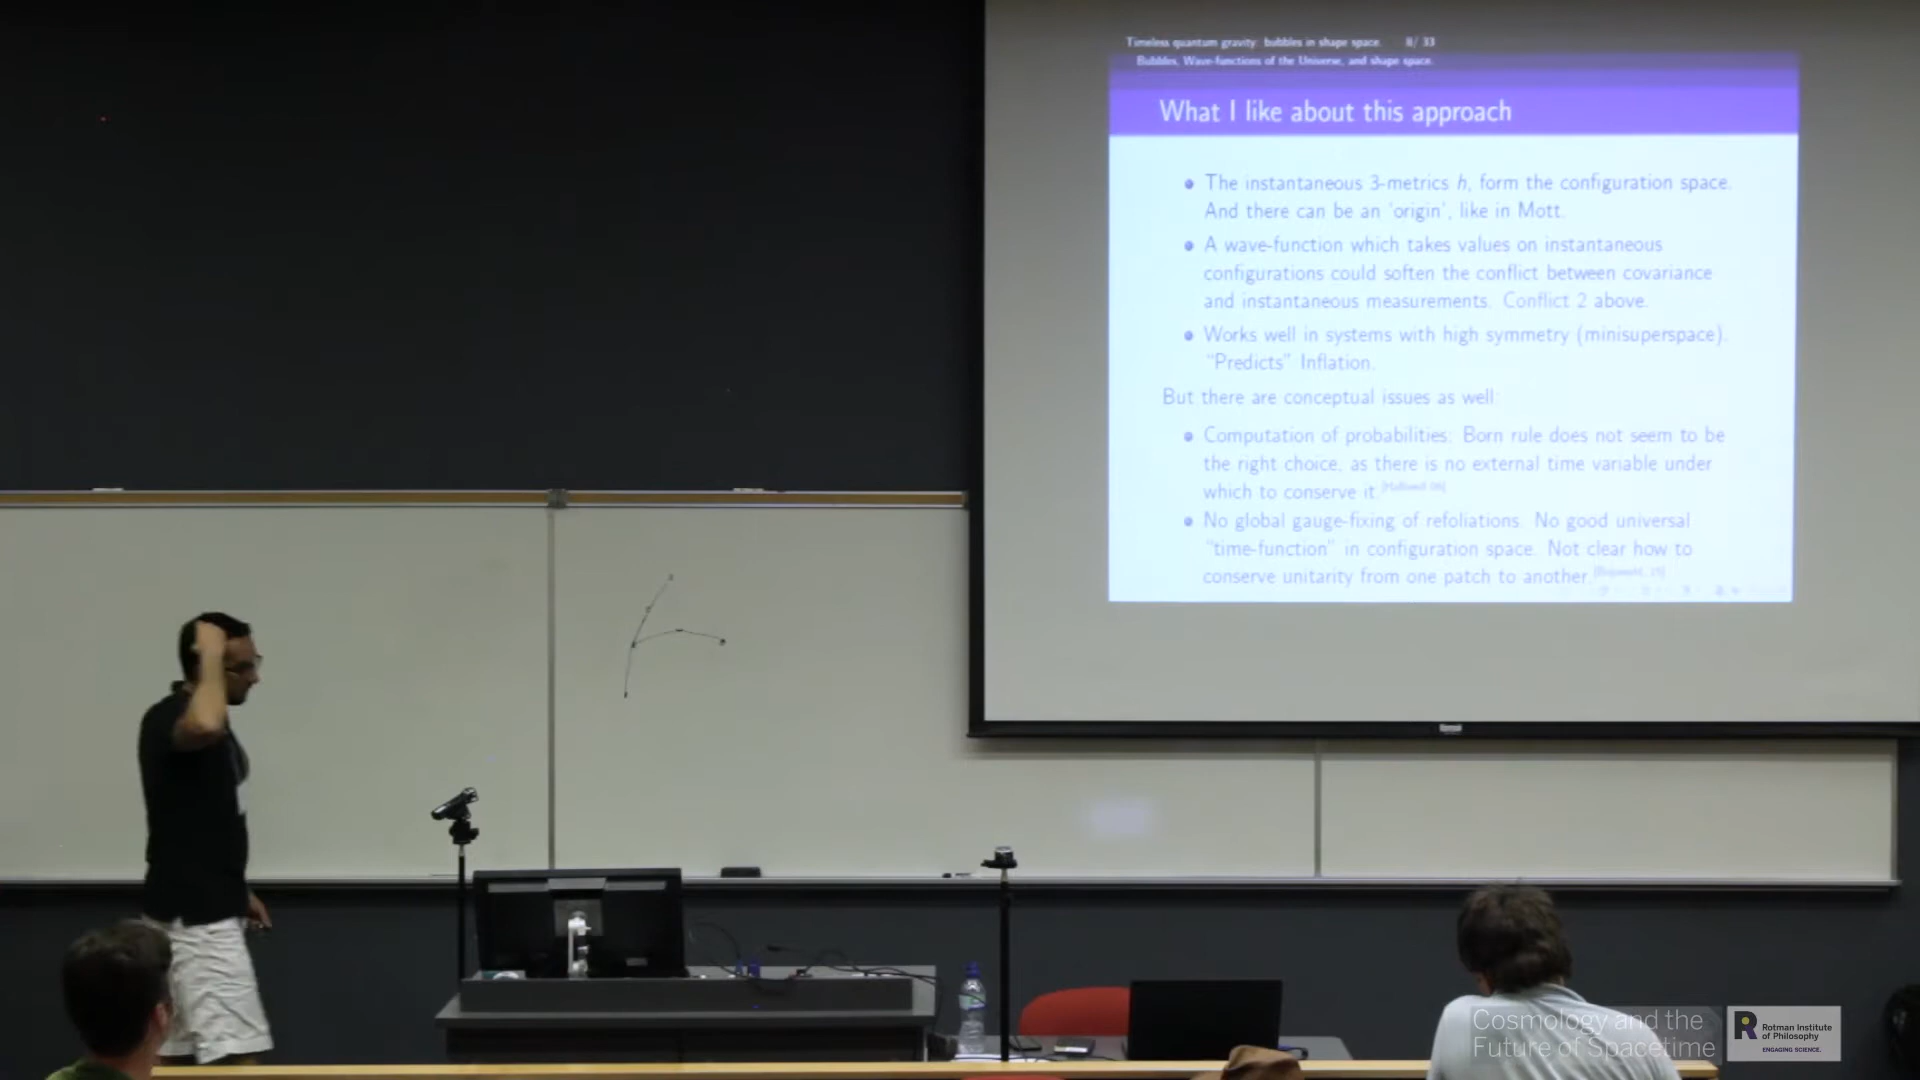 Timeless quantum gravity: bubbles in shape space. 8/ 33
Bubbles, Wave-functions of the Universe, and shape space.
What I like about this approach
The instantaneous 3-metrics h, form the configuration space.
And there can be an 'origin', like in Mott.
A wave-function which takes values on instantaneous
configurations could soften the conflict between covariance
and instantaneous measurements. Conflict 2 above.
Works well in systems with high symmetry (minisuperspace).
"Predicts" Inflation.
But there are conceptual issues as well:
Computation of probabilities: Born rule does not seem to be
the right choice, as there is no external time variable under
which to conserve it.
No global gauge-fixing of refoliations. No good universal
"time-function" in configuration space. Not clear how to
conserve unitarity from one patch to another.
Cosmology and the
Future of Spacetime
R Rotman Institute
of Philosophy
ENGAGING SCIENCE.